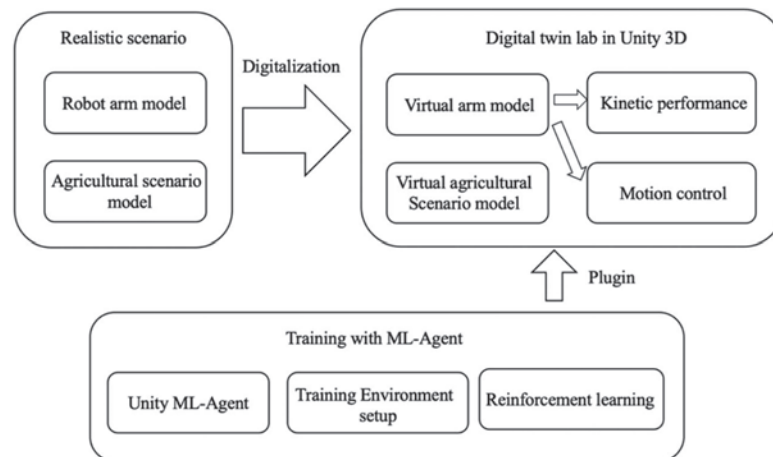 Realistic scenario
Robot arm model
Agricultural scenario
model
Digitalization
Digital twin lab in Unity 3D
Virtual arm model
Kinetic performance
Virtual agricultural
Scenario model
Motion control
Plugin
Training with ML-Agent
Unity ML-Agent
Training Environment
setup
Reinforcement learning